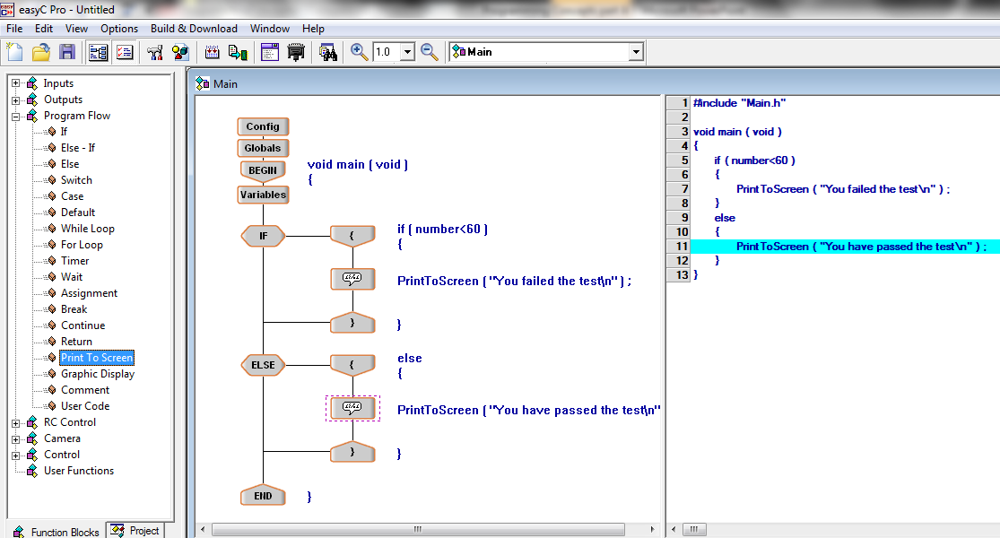 easyC Pro - Untitled
File Edit View Options Build & Download Window Help
1.0 Main
Inputs
Outputs
Program Flow
If
Else - If
Else
Switch
Case
Default
While Loop
For Loop
Timer
Wait
Assignment
Break
Continue
Return
Print To Screen
Graphic Display
Comment
User Code
RC Control
Camera
Control
User Functions
Function Blocks Project
Main
Config
Globals
BEGIN void main ( void )
{
Variables
IF { if ( number<60 )
{
PrintToScreen ( "You failed the test\n" ) ;
} }
ELSE { else
{
PrintToScreen ( "You have passed the test\n"
} }
END }
1 #include "Main.h"
2
3 void main ( void )
4 {
5 if ( number<60 )
6 {
7 PrintToScreen ( "You failed the test\n" ) ;
8 }
9 else
10 {
11 PrintToScreen ( "You have passed the test\n" ) ;
12 }
13 }